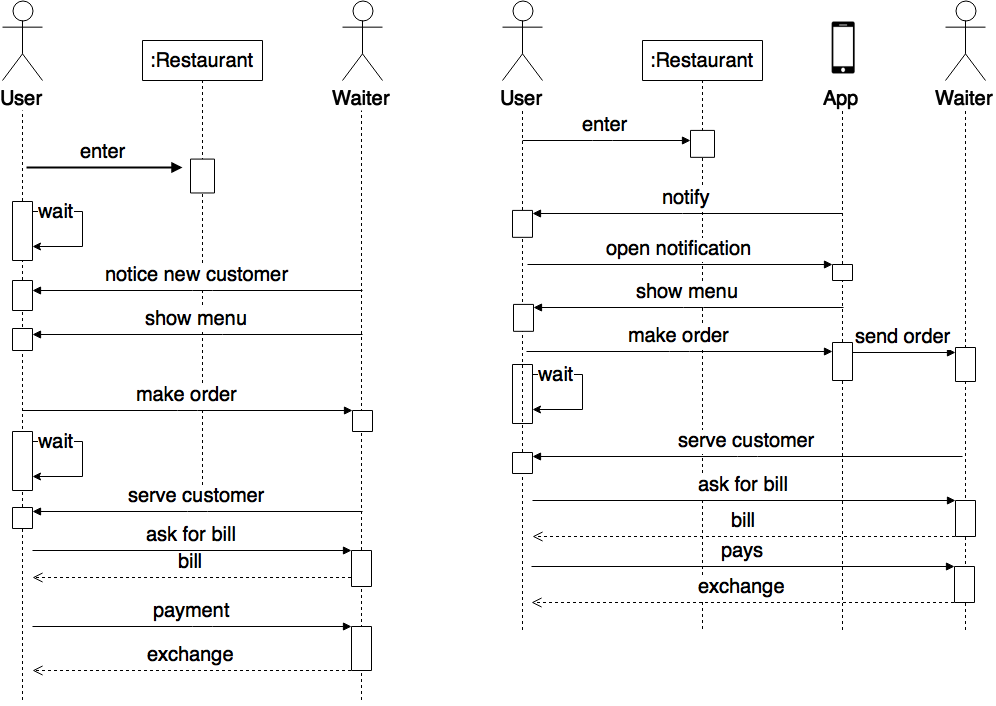 :Restaurant
User
Waiter
enter
wait
notice new customer
show menu
make order
wait
serve customer
ask for bill
bill
payment
exchange
:Restaurant
User
App
Waiter
enter
notify
open notification
show menu
make order
send order
wait
serve customer
ask for bill
bill
pays
exchange